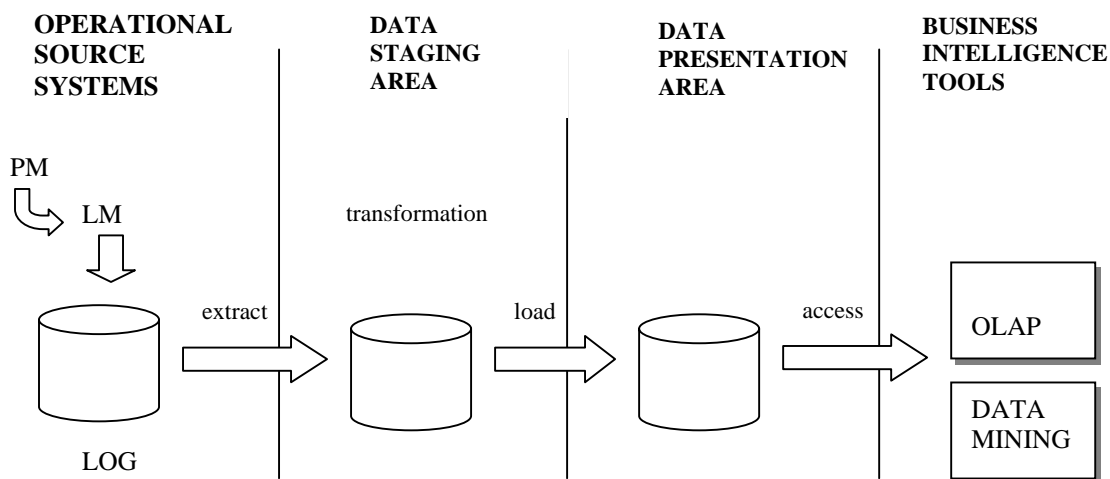 OPERATIONAL
SOURCE
SYSTEMS
DATA
STAGING
AREA
DATA
PRESENTATION
AREA
BUSINESS
INTELLIGENCE
TOOLS
PM
LM
transformation
extract
load
access
OLAP
DATA
MINING
LOG